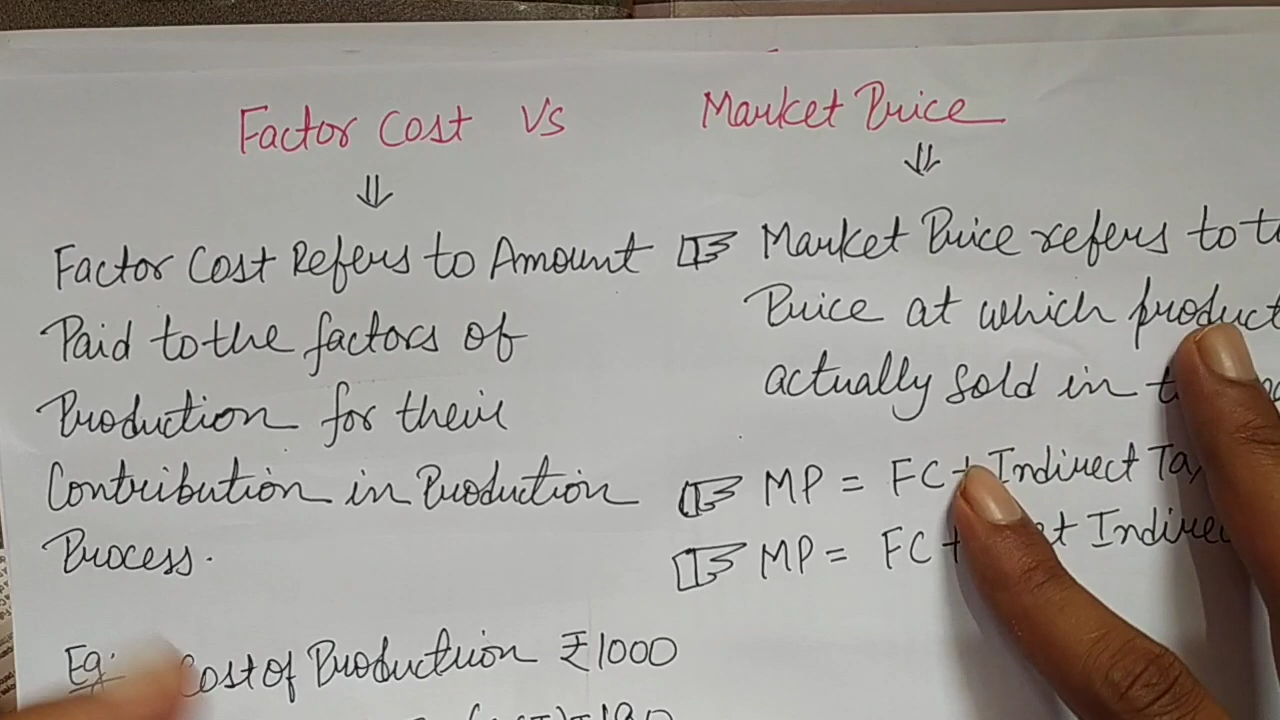 Factor Cost Vs Market Price
Factor Cost Refers to Amount
Paid to the factors of
Production for their
Contribution in Production
Process.
Market Price refers to
Price at which product
actually sold in
MP = FC + Indirect
MP = FC +
Eg: Cost of Production ₹1000